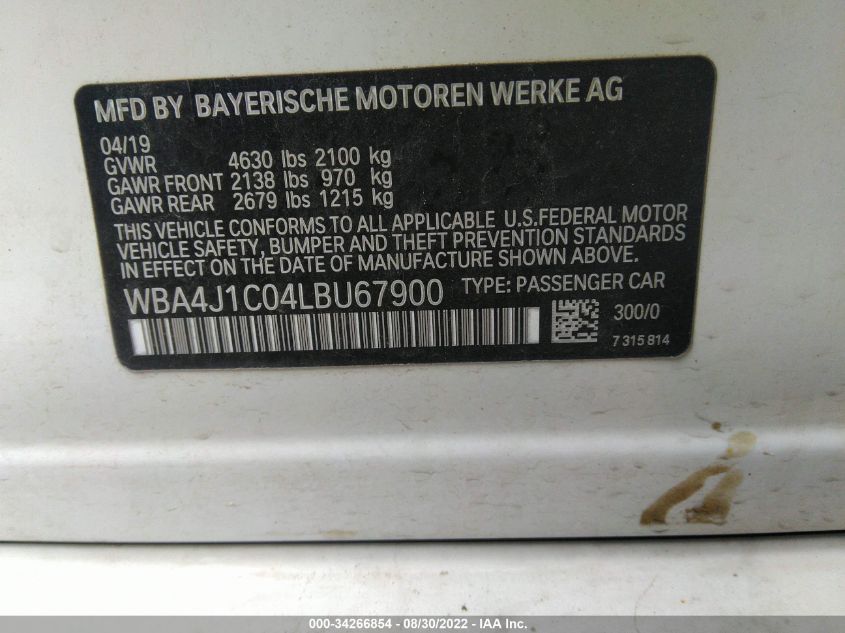 MFD BY BAYERISCHE MOTOREN WERKE AG
04/19
GVWR 4630 lbs 2100 kg
GAWR FRONT 2138 lbs 970 kg
GAWR REAR 2679 lbs 1215 kg
THIS VEHICLE CONFORMS TO ALL APPLICABLE U.S.FEDERAL MOTOR
VEHICLE SAFETY, BUMPER AND THEFT PREVENTION STANDARDS
IN EFFECT ON THE DATE OF MANUFACTURE SHOWN ABOVE.
WBA4J1C04LBU67900 TYPE: PASSENGER CAR
300/0
7 315 814
000-34266854 - 08/30/2022 - IAAI.com.